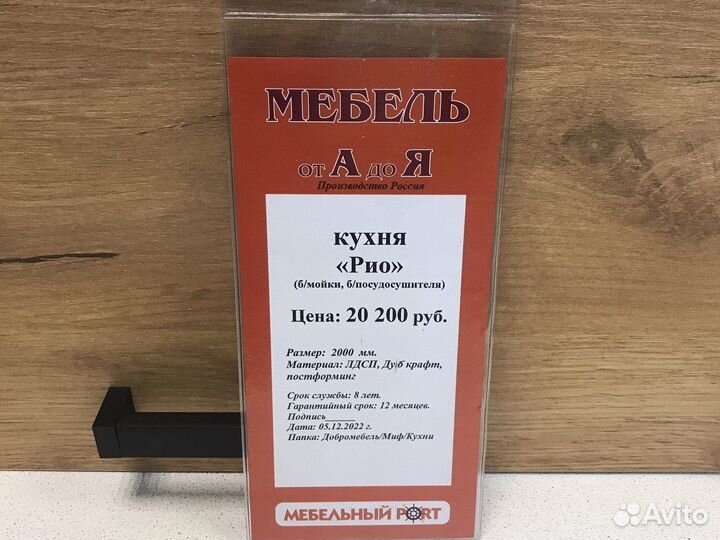 МЕБЕЛЬ
от А до Я
Производство Россия
кухня
«Рио»
(б/мойки, б/посудосушителя)
Цена: 20 200 руб.
Размер: 2000 мм.
Материал: ЛДСП, Дуб крафт,
постформинг
Срок службы: 8 лет.
Гарантийный срок: 12 месяцев.
Подпись______
Дата: 05.12.2022 г.
Папка: Добромебель/Миф/Кухни
МЕБЕЛЬНЫЙ PORT
Avito